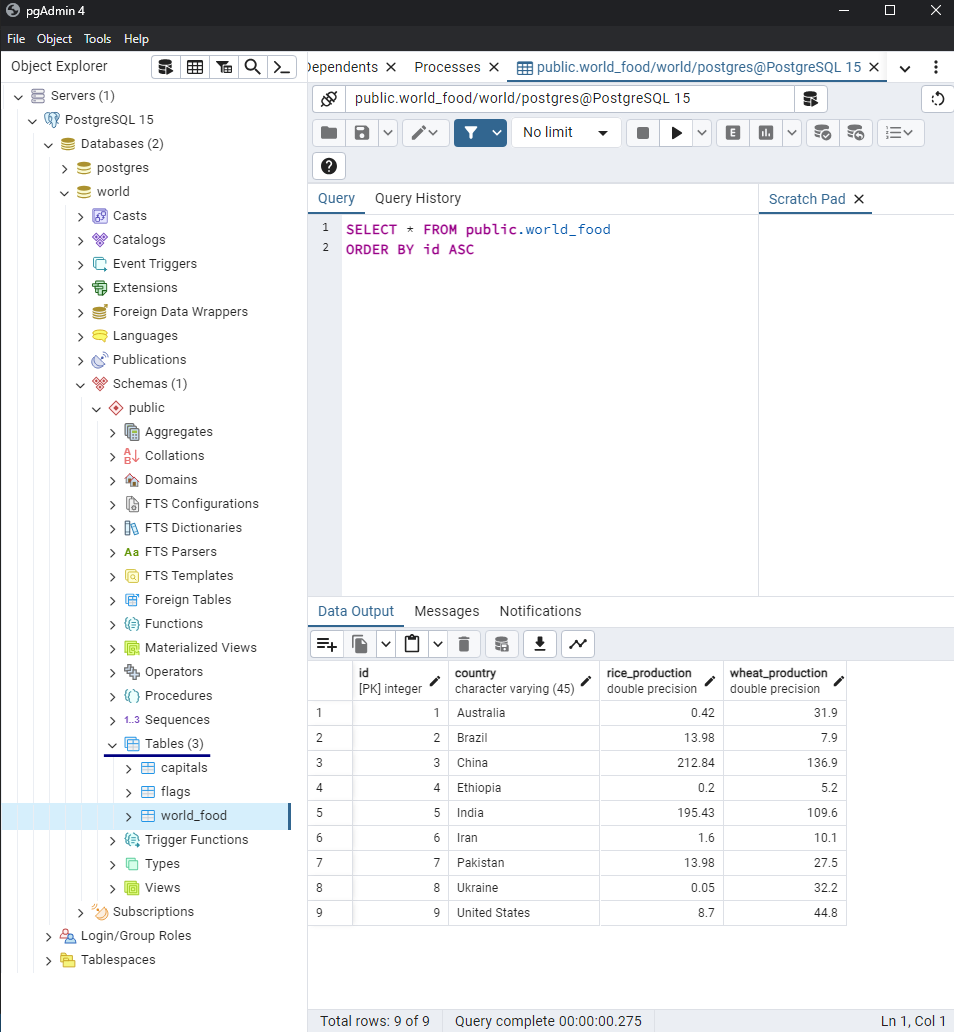 pgAdmin 4
File Object Tools Help
Object Explorer
Dependents Processes public.world_food/world/postgres@PostgreSQL 15
public.world_food/world/postgres@PostgreSQL 15
No limit E
Query Query History Scratch Pad
1 SELECT * FROM public.world_food
2 ORDER BY id ASC
Servers (1)
PostgreSQL 15
Databases (2)
postgres
world
Casts
Catalogs
Event Triggers
Extensions
Foreign Data Wrappers
Languages
Publications
Schemas (1)
public
Aggregates
Collations
Domains
FTS Configurations
FTS Dictionaries
Aa FTS Parsers
FTS Templates
Foreign Tables
Functions
Materialized Views
Operators
Procedures
1..3 Sequences
Tables (3)
capitals
flags
world_food
Trigger Functions
Types
Views
Subscriptions
Login/Group Roles
Tablespaces
Data Output Messages Notifications
id country rice_production wheat_production
[PK] integer character varying (45) double precision double precision
1 1 Australia 0.42 31.9
2 2 Brazil 13.98 7.9
3 3 China 212.84 136.9
4 4 Ethiopia 0.2 5.2
5 5 India 195.43 109.6
6 6 Iran 1.6 10.1
7 7 Pakistan 13.98 27.5
8 8 Ukraine 0.05 32.2
9 9 United States 8.7 44.8
Total rows: 9 of 9 Query complete 00:00:00.275 Ln 1, Col 1